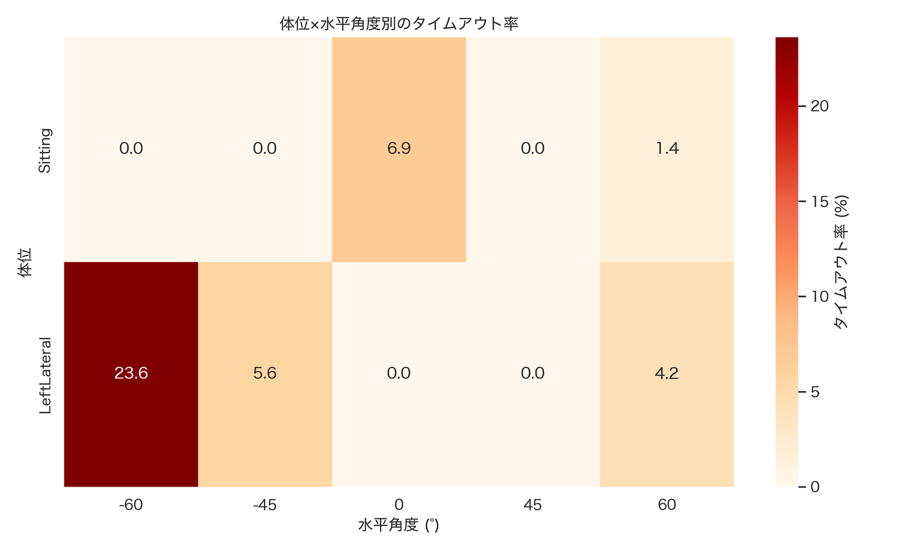 体位×水平角度別のタイムアウト率
体位
Sitting
0.0 0.0 6.9 0.0 1.4
LeftLateral
23.6 5.6 0.0 0.0 4.2
-60 -45 0 45 60
水平角度 (°)
20
15
10
5
0
タイムアウト率 (%)